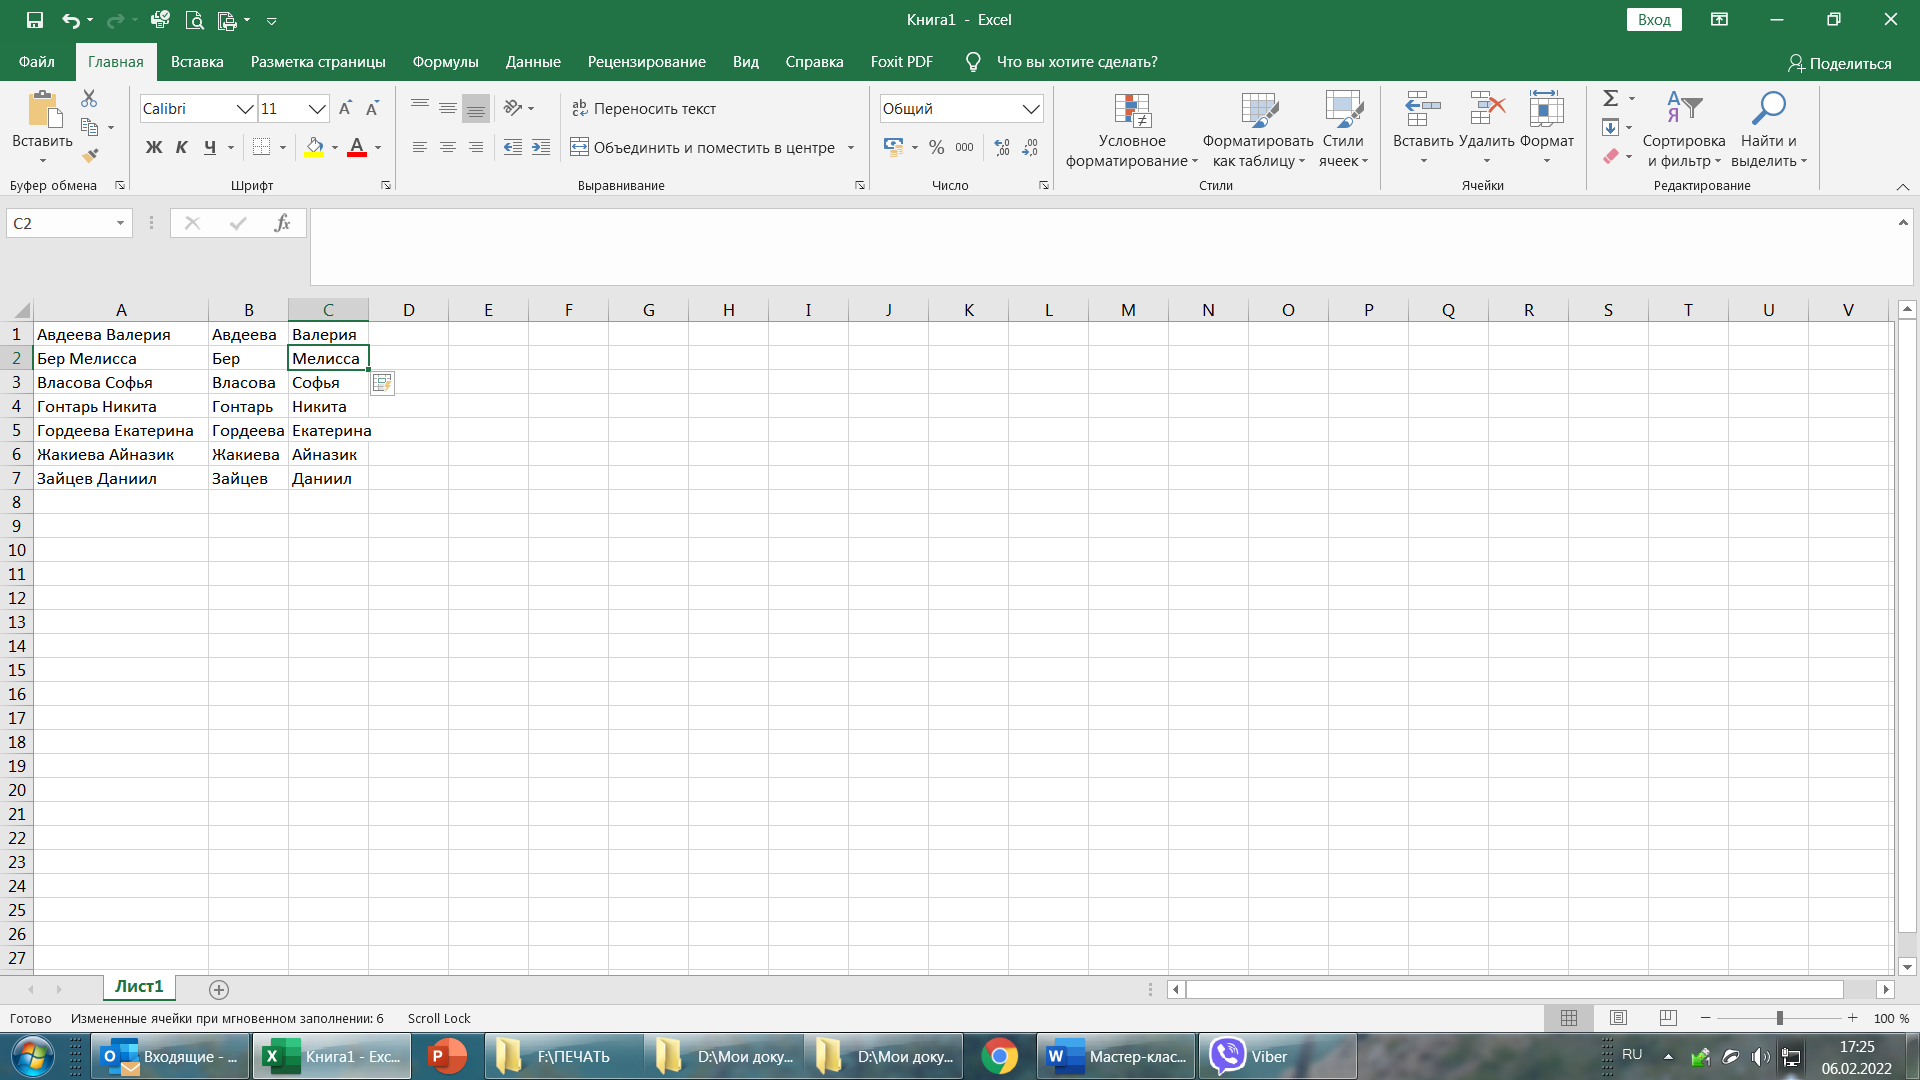 Книга1 - Excel
Вход
Файл Главная Вставка Разметка страницы Формулы Данные Рецензирование Вид Справка Foxit PDF Что вы хотите сделать? Поделиться
Вставить
Буфер обмена
Calibri 11
Ж К Ч А
Шрифт
Переносить текст
Объединить и поместить в центре
Выравнивание
Общий
% 000
Число
Условное форматирование
Форматировать как таблицу
Стили ячеек
Стили
Вставить Удалить Формат
Ячейки
Сортировка и фильтр
Найти и выделить
Редактирование
C2
fx
A B C D E F G H I J K L M N O P Q R S T U V
1 Авдеева Валерия Авдеева Валерия
2 Бер Мелисса Бер Мелисса
3 Власова Софья Власова Софья
4 Гонтарь Никита Гонтарь Никита
5 Гордеева Екатерина Гордеева Екатерина
6 Жакиева Айназик Жакиева Айназик
7 Зайцев Даниил Зайцев Даниил
8
9
10
11
12
13
14
15
16
17
18
19
20
21
22
23
24
25
26
27
Лист1
Готово Измененные ячейки при мгновенном заполнении: 6 Scroll Lock 100 %
Входящие - ... Книга1 - Exc... F:\ПЕЧАТЬ D:\Мои доку... D:\Мои доку... Мастер-клас... Viber RU 17:25
06.02.2022